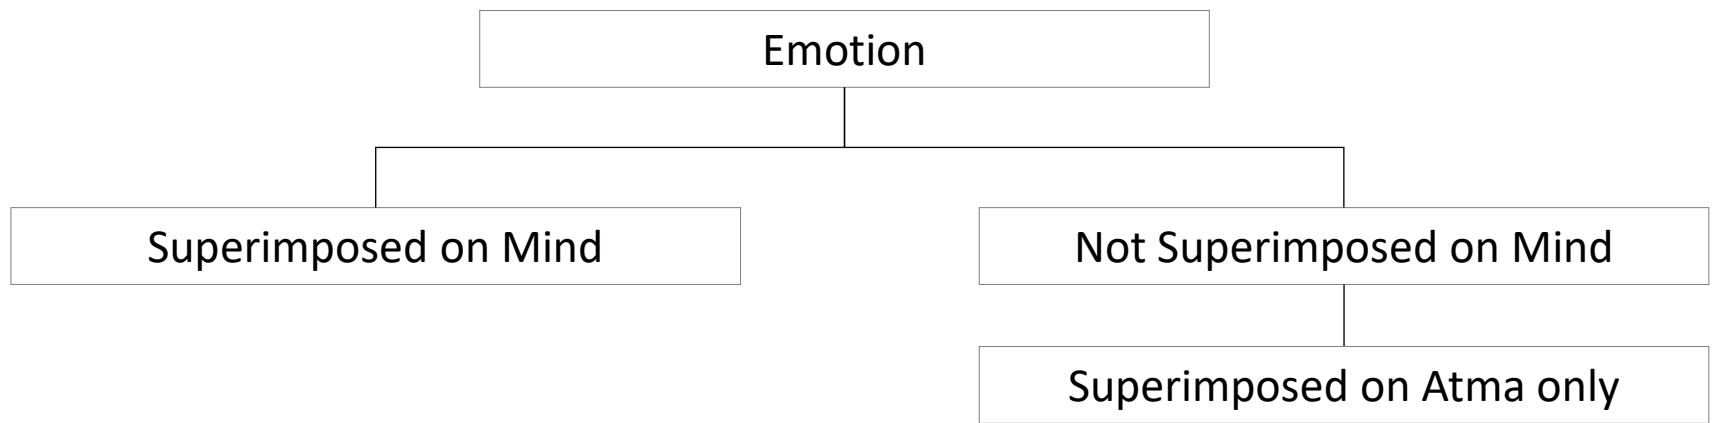 Emotion
Superimposed on Mind
Not Superimposed on Mind
Superimposed on Atma only